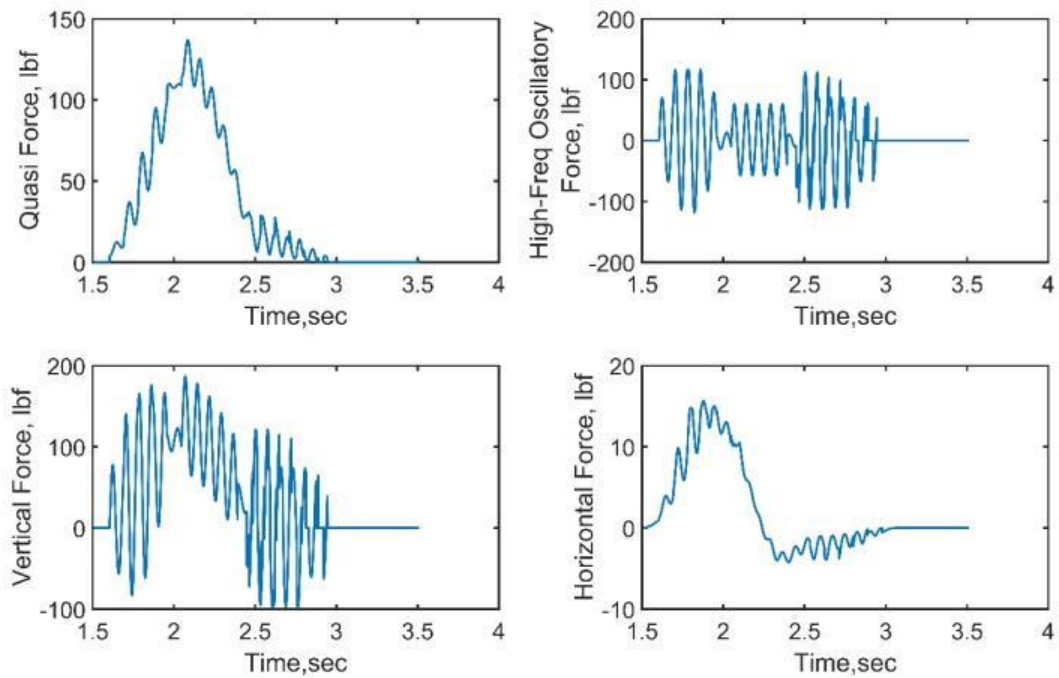 150
100
50
0
Quasi Force, lbf
1.5 2 2.5 3 3.5 4
Time,sec
200
100
0
-100
-200
High-Freq Oscillatory
Force, lbf
1.5 2 2.5 3 3.5 4
Time,sec
200
100
0
-100
Vertical Force, lbf
1.5 2 2.5 3 3.5 4
Time,sec
20
10
0
-10
Horizontal Force, lbf
1.5 2 2.5 3 3.5 4
Time,sec